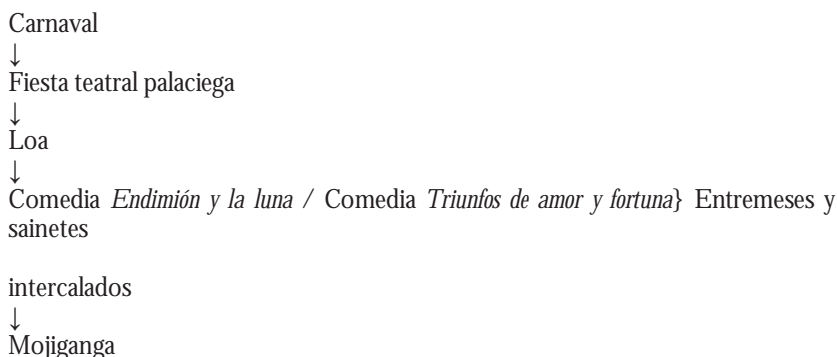 Carnaval
↓
Fiesta teatral palaciega
↓
Loa
↓
Comedia Endimión y la luna / Comedia Triunfos de amor y fortuna} Entremeses y
sainetes
intercalados
↓
Mojiganga